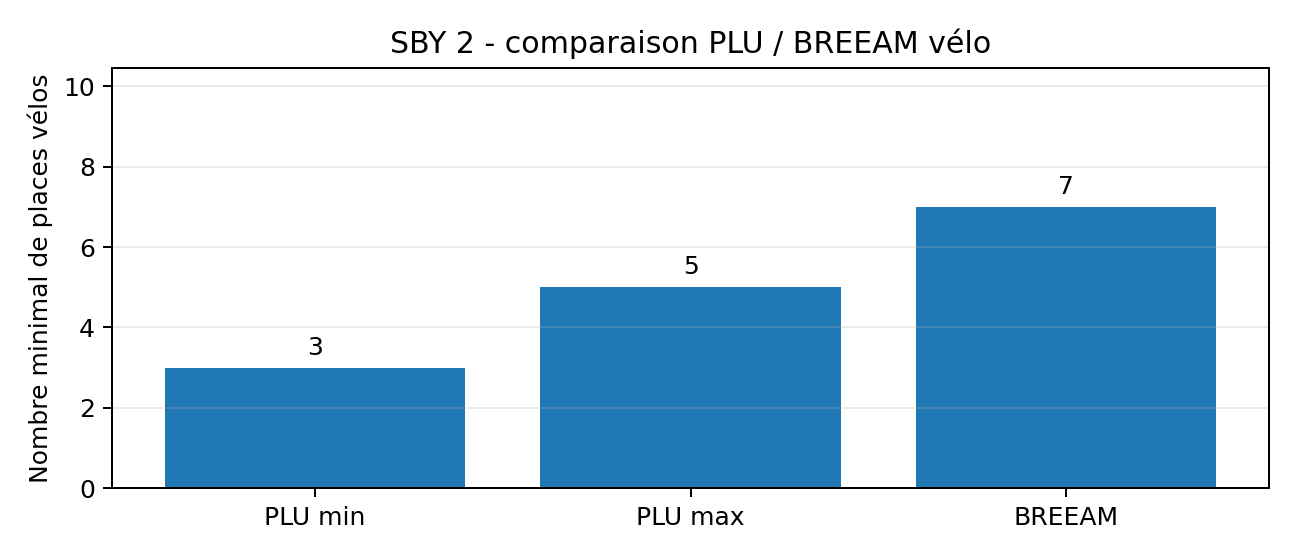 SBY 2 - comparaison PLU / BREEAM vélo
Nombre minimal de places vélos
10
8
6
4
2
0
3
5
7
PLU min
PLU max
BREEAM